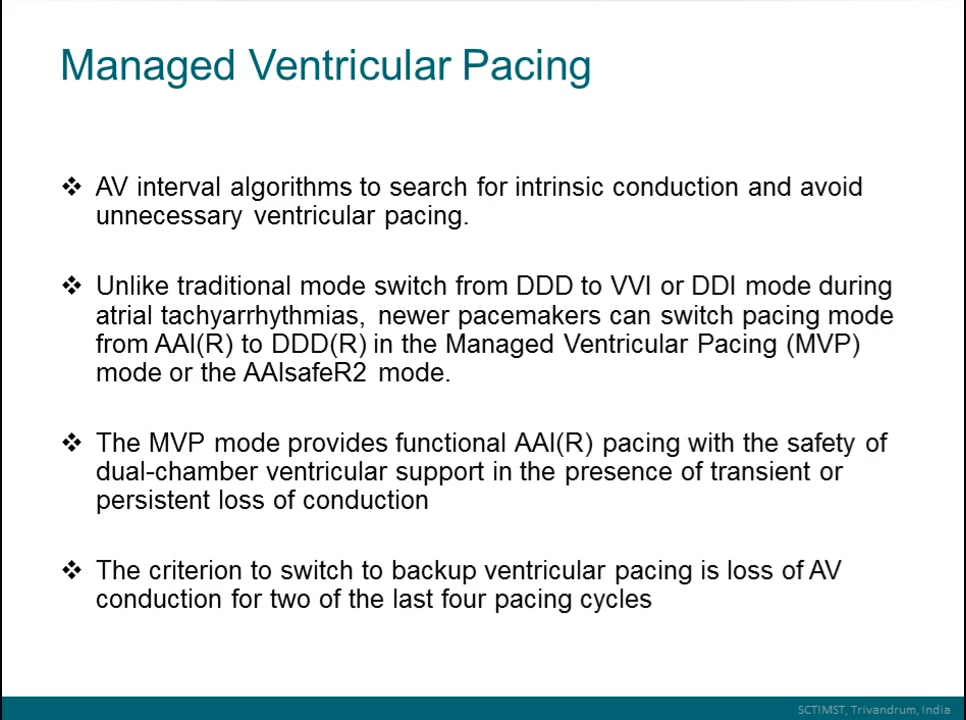 Managed Ventricular Pacing
❖ AV interval algorithms to search for intrinsic conduction and avoid
unnecessary ventricular pacing.
❖ Unlike traditional mode switch from DDD to VVI or DDI mode during
atrial tachyarrhythmias, newer pacemakers can switch pacing mode
from AAI(R) to DDD(R) in the Managed Ventricular Pacing (MVP)
mode or the AAIsafeR2 mode.
❖ The MVP mode provides functional AAI(R) pacing with the safety of
dual-chamber ventricular support in the presence of transient or
persistent loss of conduction
❖ The criterion to switch to backup ventricular pacing is loss of AV
conduction for two of the last four pacing cycles
SCTIMST, Trivandrum, India